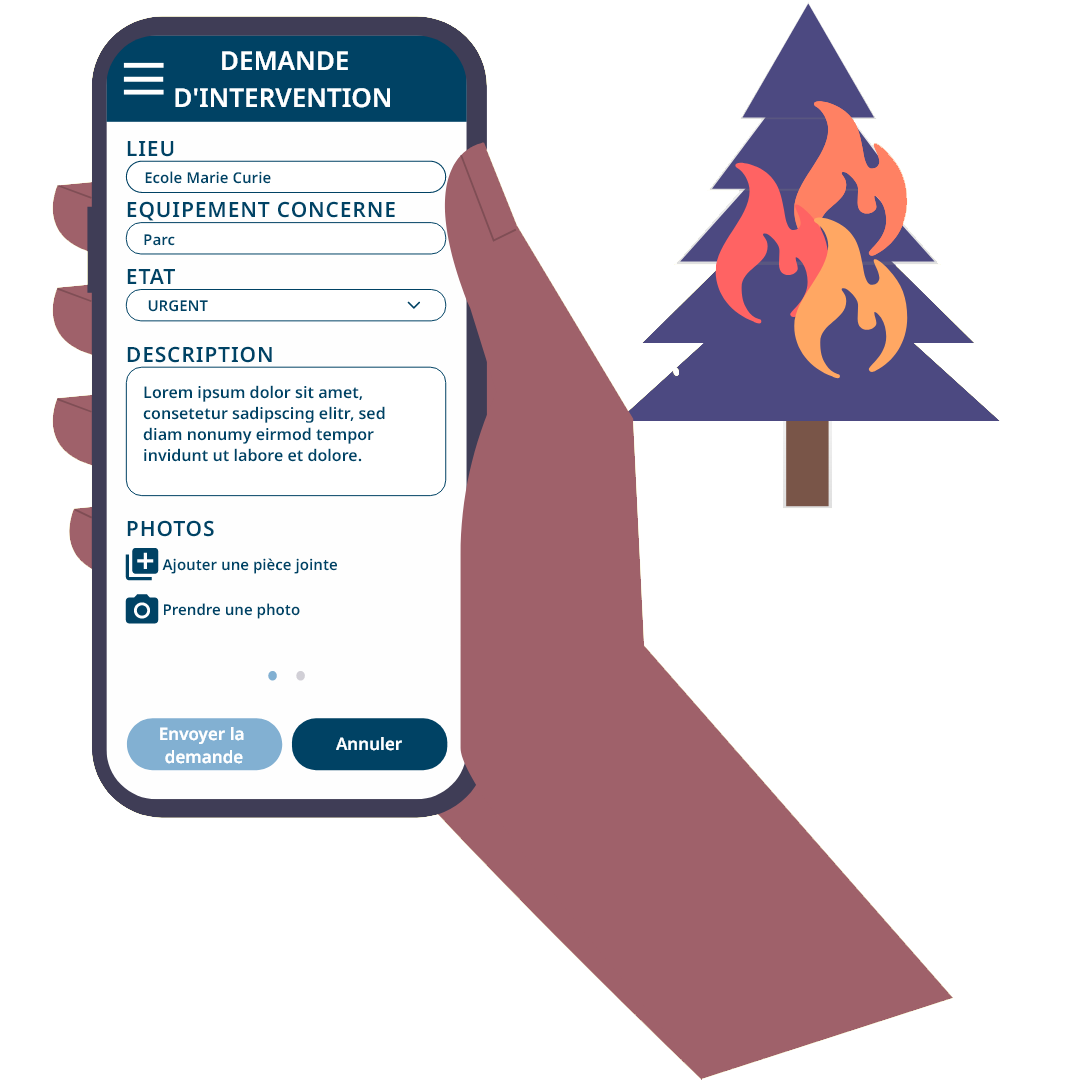 DEMANDE
D'INTERVENTION
LIEU
Ecole Marie Curie
EQUIPEMENT CONCERNE
Parc
ETAT
URGENT
DESCRIPTION
Lorem ipsum dolor sit amet,
consetetur sadipscing elitr, sed
diam nonumy eirmod tempor
invidunt ut labore et dolore.
PHOTOS
Ajouter une pièce jointe
Prendre une photo
Envoyer la
demande
Annuler